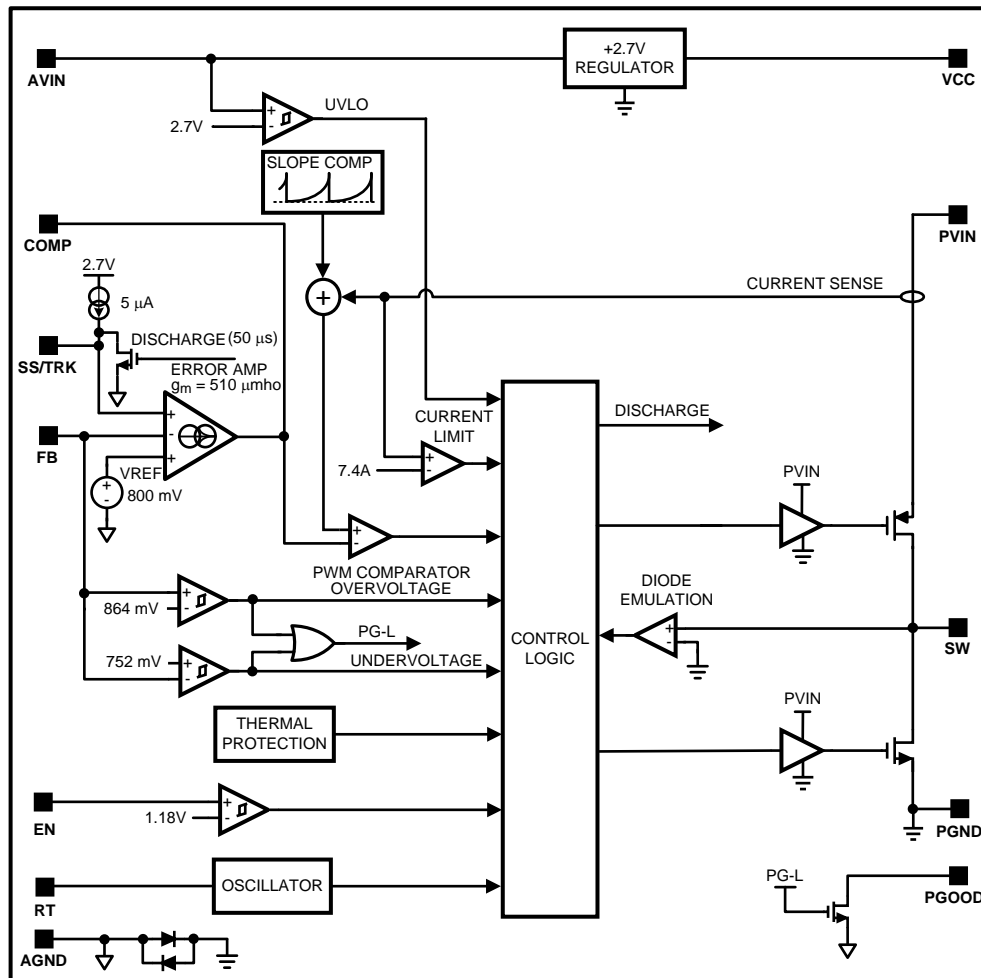 +2.7V
REGULATOR
AVIN
VCC
UVLO
+
-
2.7V
SLOPE COMP
COMP
PVIN
2.7V
5 μA
+
CURRENT SENSE
DISCHARGE (50 μs)
SS/TRK
ERROR AMP
gm = 510 μmho
+
-
+
FB
VREF
+
-
800 mV
CURRENT
LIMIT
+
-
7.4A
DISCHARGE
PVIN
+
-
PWM COMPARATOR
OVERVOLTAGE
+
-
864 mV
PG-L
752 mV
+
-
UNDERVOLTAGE
CONTROL
LOGIC
DIODE
EMULATION
+
-
SW
PVIN
THERMAL
PROTECTION
EN
+
-
1.18V
PGND
RT
OSCILLATOR
PG-L
PGOOD
AGND